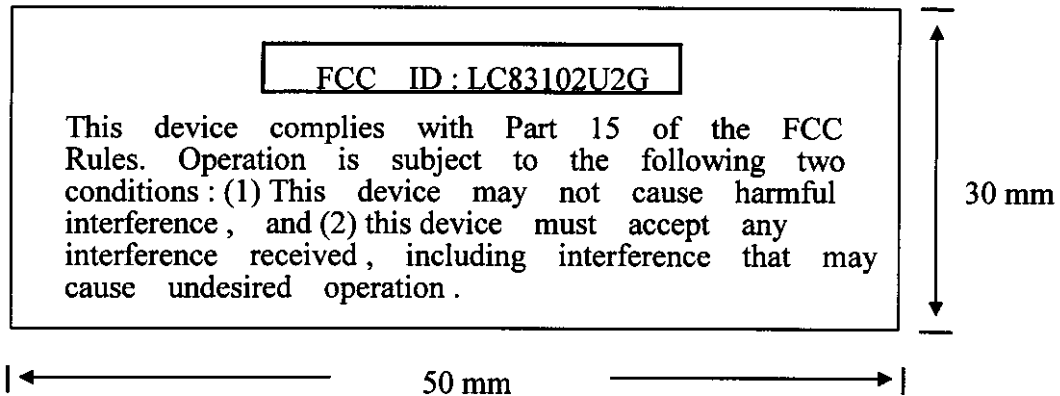 FCC ID : LC83102U2G
This device complies with Part 15 of the FCC
Rules. Operation is subject to the following two
conditions : (1) This device may not cause harmful
interference , and (2) this device must accept any
interference received , including interference that may
cause undesired operation .
30 mm
50 mm